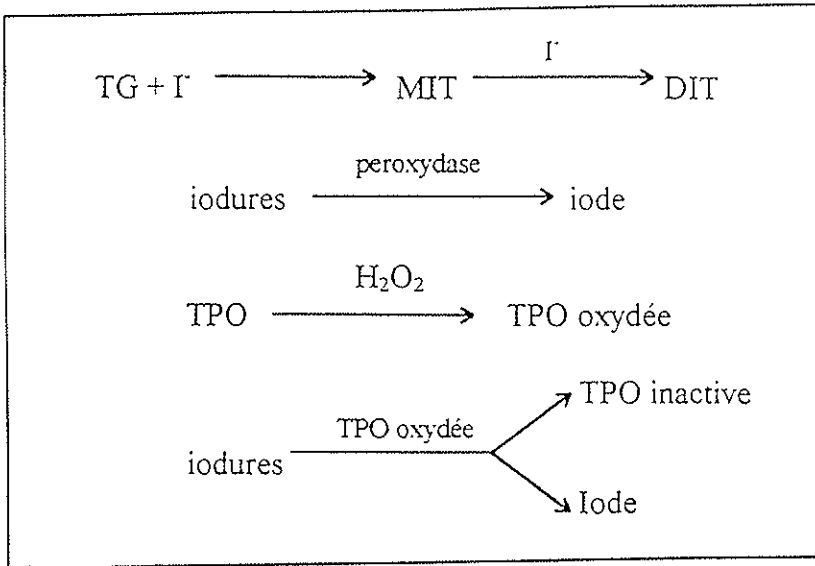 I⁻
TG + I⁻ MIT DIT
peroxydase
iodures iode
H₂O₂
TPO TPO oxydée
TPO inactive
TPO oxydée
iodures
Iode